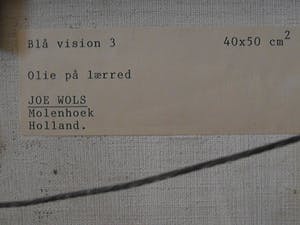 Blå vision 3 40x50 cm²
Olie på lærred
JOE WOLS
Molenhoek
Holland.